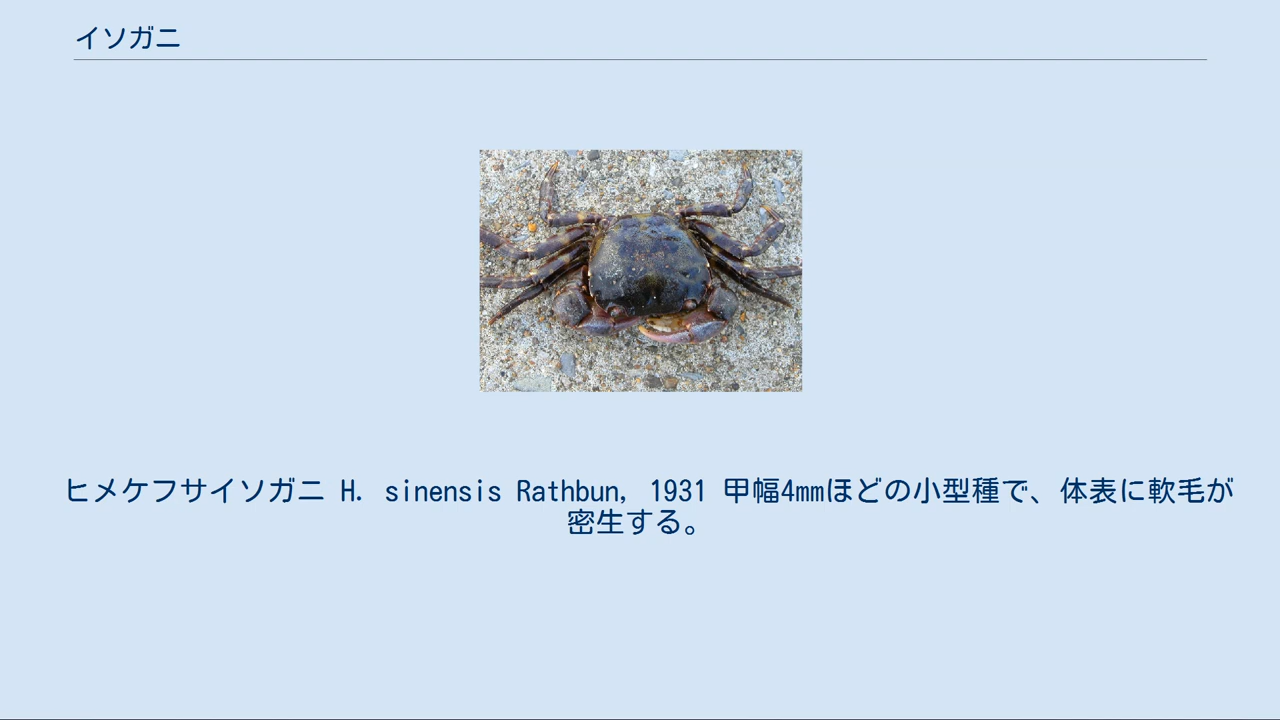 イソガニ
ヒメケフサイソガニ H. sinensis Rathbun, 1931 甲幅4mmほどの小型種で、体表に軟毛が
密生する。